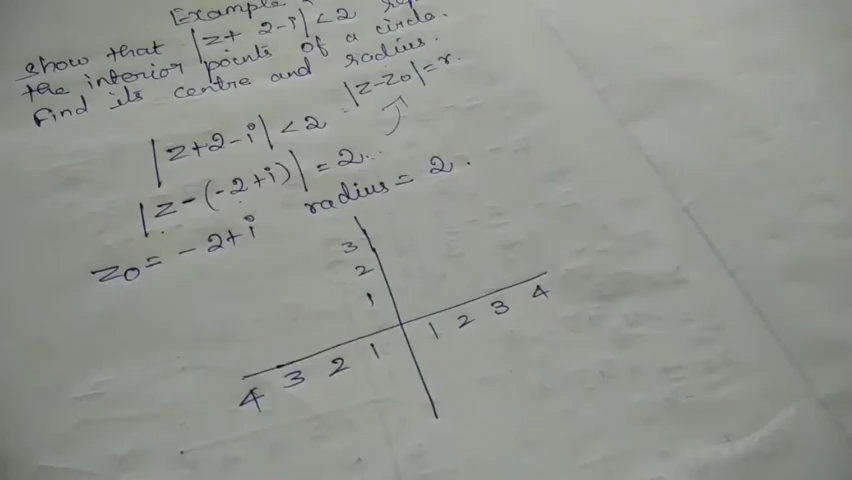 Example
show that |z+ 2-i| < 2
the interior points of a circle.
Find its centre and radius.
|z-z0| = r.
|z+2-i| < 2
|z-(-2+i)| = 2.
radius = 2.
z0 = -2+i
3
2
1
4 3 2 1 1 2 3 4